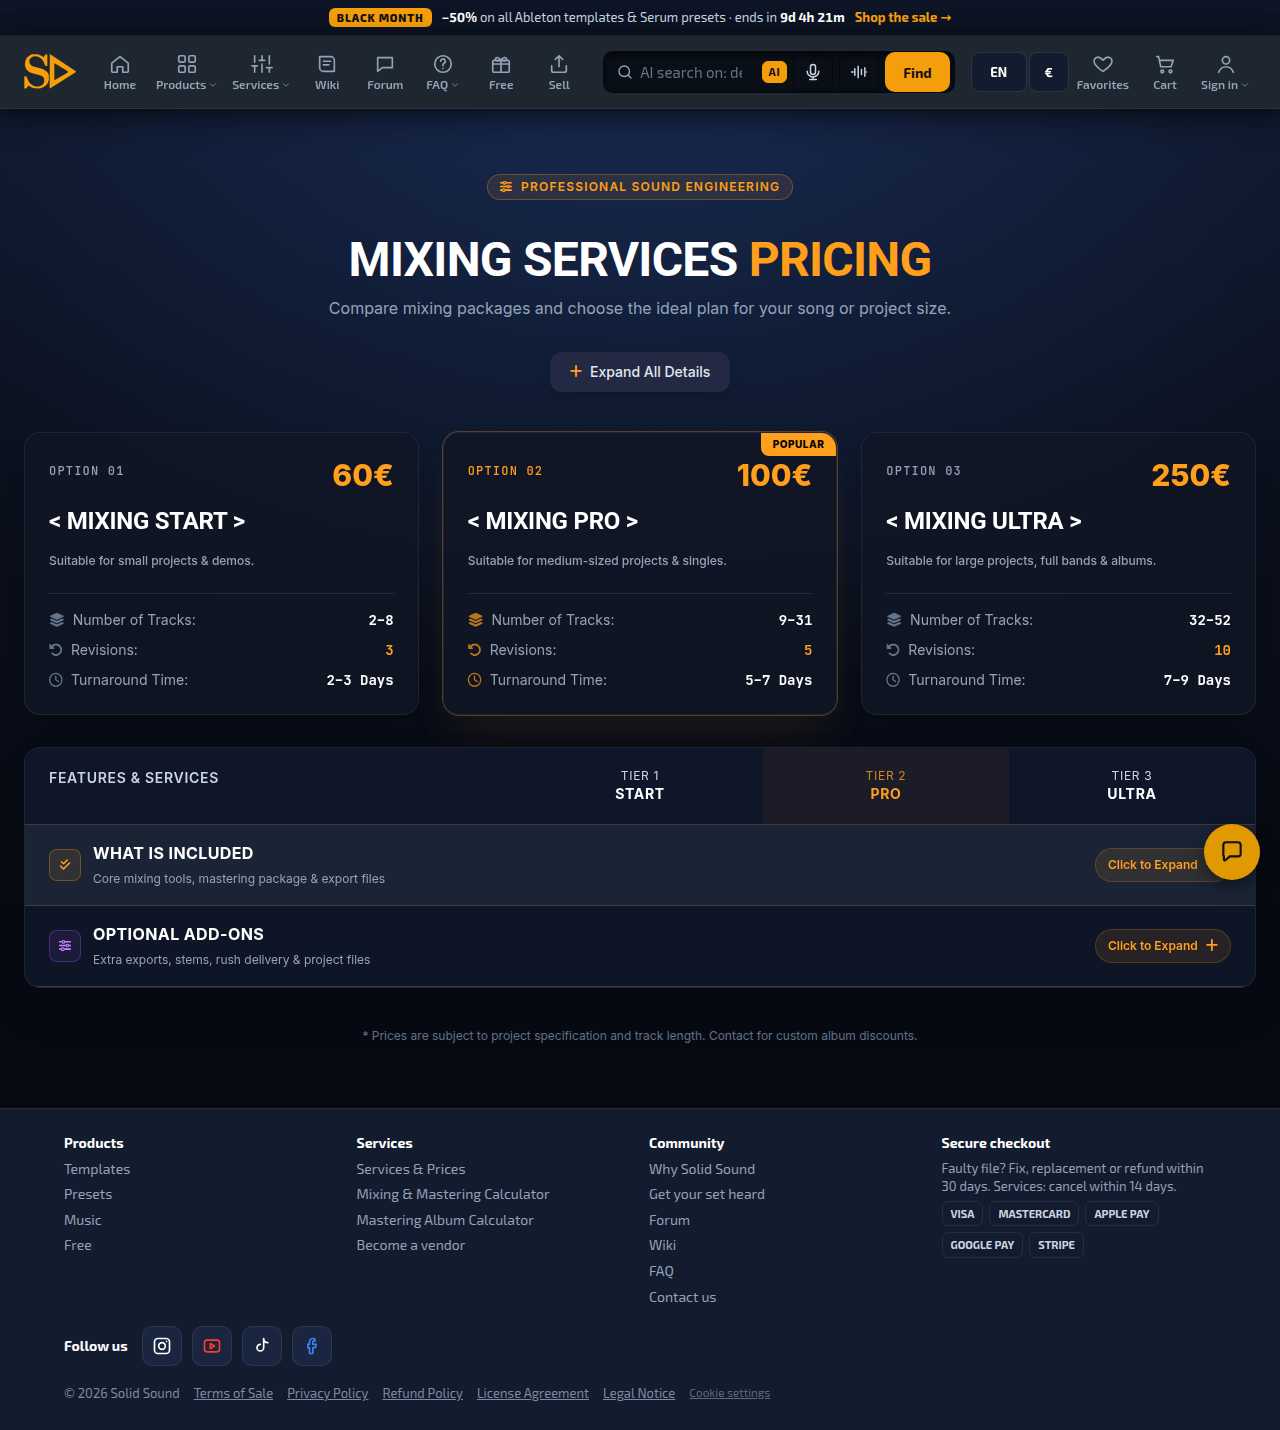 BLACK MONTH −50% on all Ableton templates & Serum presets · ends in 9d 4h 21m Shop the sale →
Home Products Services Wiki Forum FAQ Free Sell
AI search on: AI Find EN € Favorites Cart Sign in
PROFESSIONAL SOUND ENGINEERING
MIXING SERVICES PRICING
Compare mixing packages and choose the ideal plan for your song or project size.
+ Expand All Details
OPTION 01 60€
< MIXING START >
Suitable for small projects & demos.
Number of Tracks: 2–8
Revisions: 3
Turnaround Time: 2–3 Days
POPULAR
OPTION 02 100€
< MIXING PRO >
Suitable for medium-sized projects & singles.
Number of Tracks: 9–31
Revisions: 5
Turnaround Time: 5–7 Days
OPTION 03 250€
< MIXING ULTRA >
Suitable for large projects, full bands & albums.
Number of Tracks: 32–52
Revisions: 10
Turnaround Time: 7–9 Days
FEATURES & SERVICES
TIER 1
START
TIER 2
PRO
TIER 3
ULTRA
WHAT IS INCLUDED
Core mixing tools, mastering package & export files
Click to Expand
OPTIONAL ADD-ONS
Extra exports, stems, rush delivery & project files
Click to Expand +
* Prices are subject to project specification and track length. Contact for custom album discounts.
Products
Templates
Presets
Music
Free
Services
Services & Prices
Mixing & Mastering Calculator
Mastering Album Calculator
Become a vendor
Community
Why Solid Sound
Get your set heard
Forum
Wiki
FAQ
Contact us
Secure checkout
Faulty file? Fix, replacement or refund within
30 days. Services: cancel within 14 days.
VISA MASTERCARD APPLE PAY
GOOGLE PAY STRIPE
Follow us
© 2026 Solid Sound Terms of Sale Privacy Policy Refund Policy License Agreement Legal Notice Cookie settings